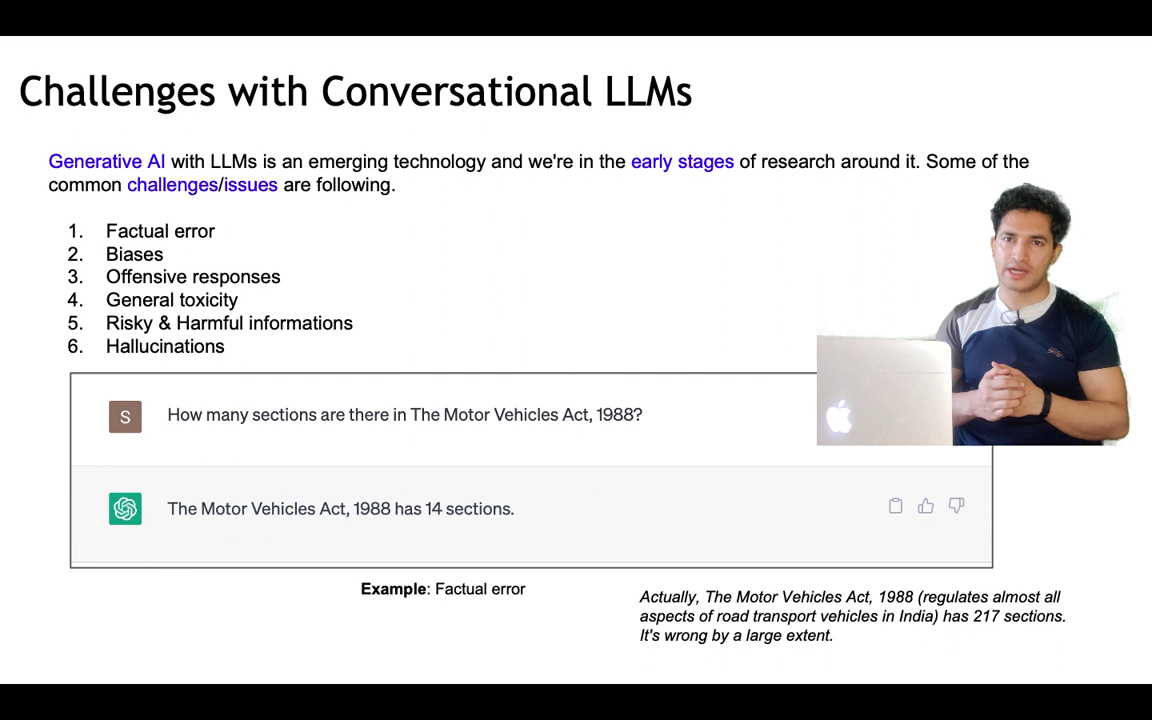 Challenges with Conversational LLMs
Generative AI with LLMs is an emerging technology and we're in the early stages of research around it. Some of the
common challenges/issues are following.
1. Factual error
2. Biases
3. Offensive responses
4. General toxicity
5. Risky & Harmful informations
6. Hallucinations
S
How many sections are there in The Motor Vehicles Act, 1988?
The Motor Vehicles Act, 1988 has 14 sections.
Example: Factual error
Actually, The Motor Vehicles Act, 1988 (regulates almost all
aspects of road transport vehicles in India) has 217 sections.
It's wrong by a large extent.